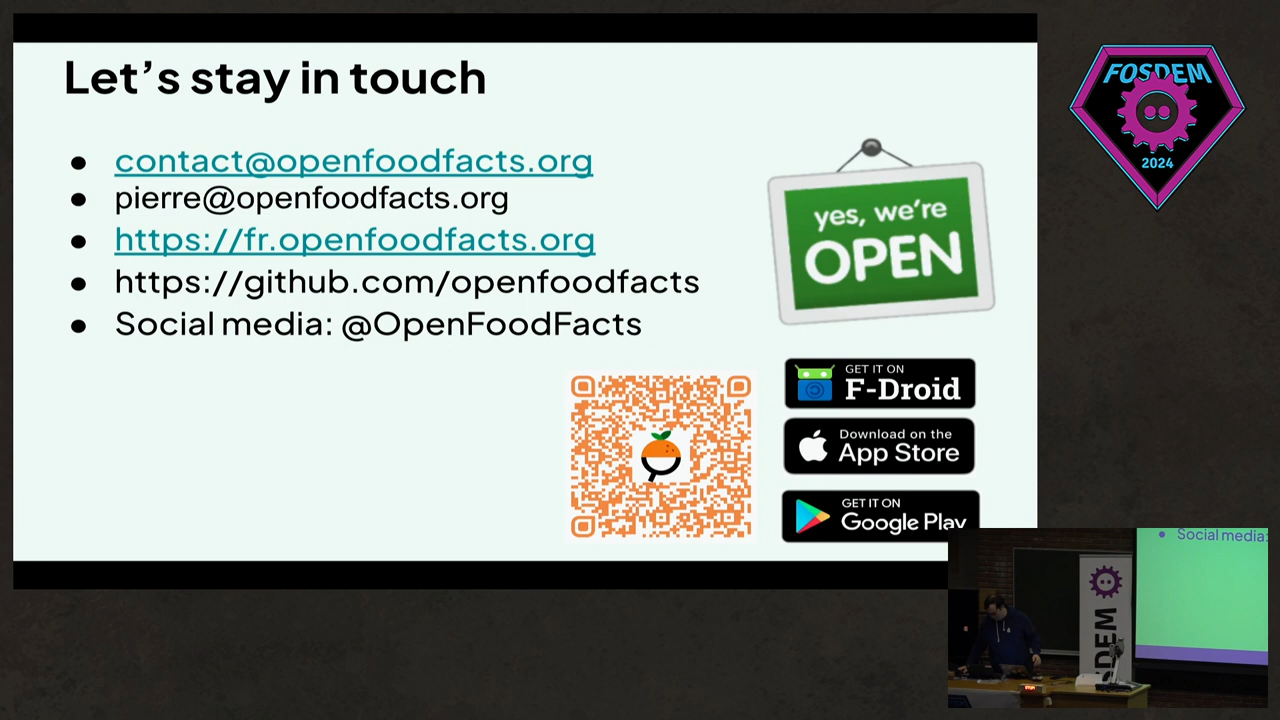 Let's stay in touch
contact@openfoodfacts.org
pierre@openfoodfacts.org
https://fr.openfoodfacts.org
https://github.com/openfoodfacts
Social media: @OpenFoodFacts
yes, we're
OPEN
GET IT ON
F-Droid
Download on the
App Store
GET IT ON
Google Play
FOSDEM
2024
Social media:
SDEM